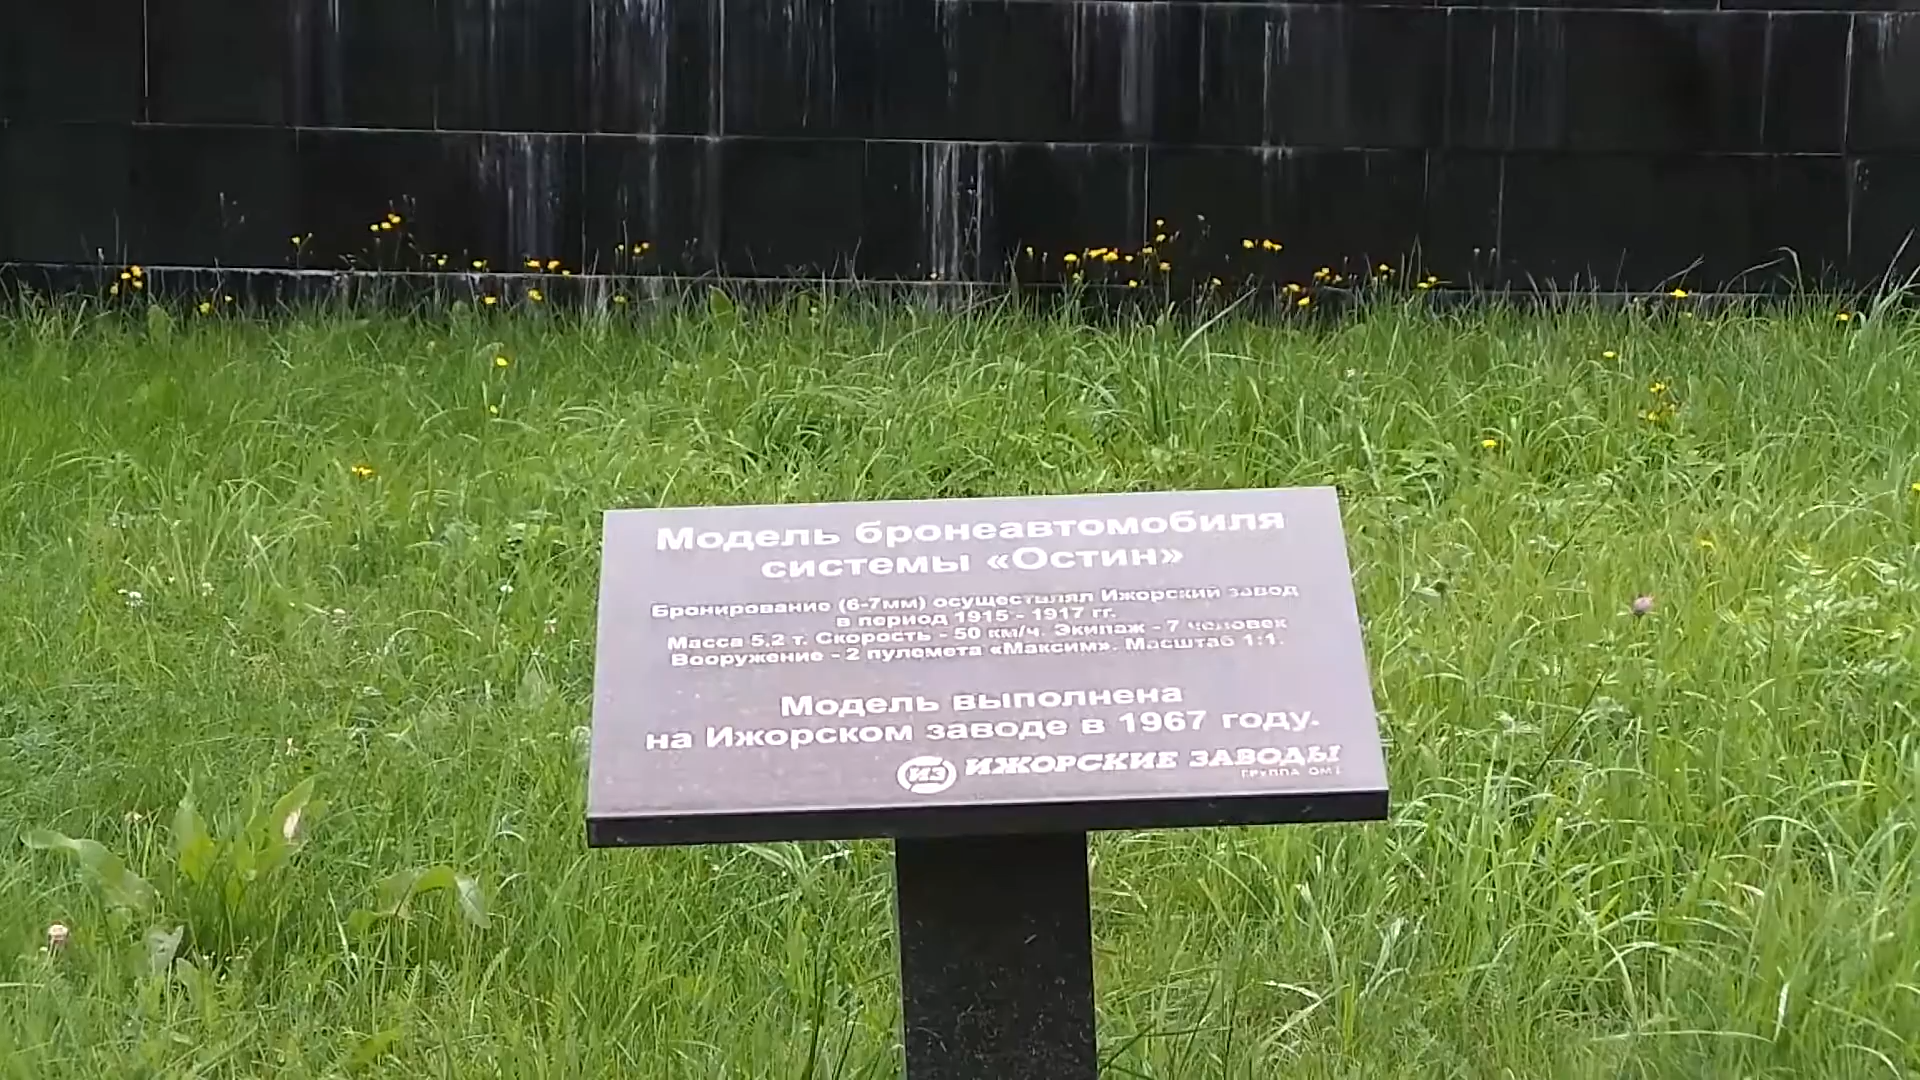 Модель бронеавтомобиля
системы «Остин»
Бронирование (6-7мм) осуществлял Ижорский завод
в период 1915 - 1917 гг.
Масса 5,2 т. Скорость - 50 км/ч. Экипаж - 7 человек
Вооружение - 2 пулемета «Максим». Масштаб 1:1.
Модель выполнена
на Ижорском заводе в 1967 году.
ИЗ ИЖОРСКИЕ ЗАВОДЫ
ГРУППА ОМЗ